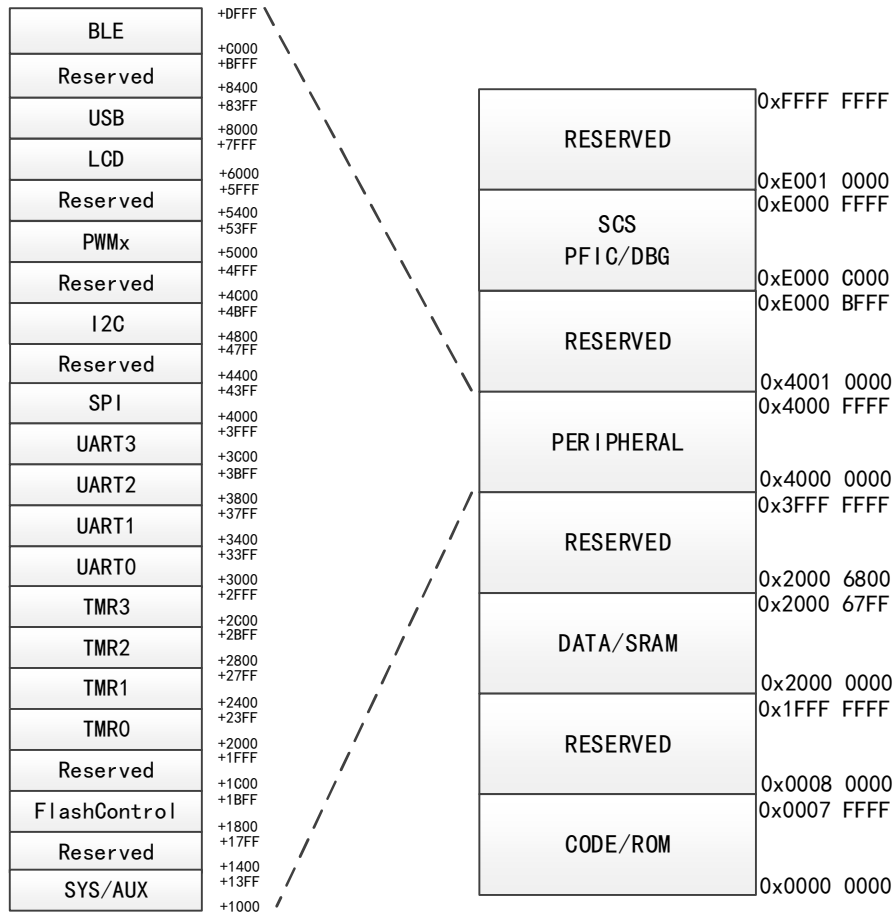 BLE
+DFFF
+C000
Reserved
+BFFF
+8400
USB
+83FF
+8000
LCD
+7FFF
+6000
Reserved
+5FFF
+5400
PWMx
+53FF
+5000
Reserved
+4FFF
+4C00
I2C
+4BFF
+4800
Reserved
+47FF
+4400
SPI
+43FF
+4000
UART3
+3FFF
+3C00
UART2
+3BFF
+3800
UART1
+37FF
+3400
UART0
+33FF
+3000
TMR3
+2FFF
+2C00
TMR2
+2BFF
+2800
TMR1
+27FF
+2400
TMR0
+23FF
+2000
Reserved
+1FFF
+1C00
FlashControl
+1BFF
+1800
Reserved
+17FF
+1400
SYS/AUX
+13FF
+1000
RESERVED
0xFFFF FFFF
0xE001 0000
SCS
PFIC/DBG
0xE000 FFFF
0xE000 C000
RESERVED
0xE000 BFFF
0x4001 0000
PERIPHERAL
0x4000 FFFF
0x4000 0000
RESERVED
0x3FFF FFFF
0x2000 6800
DATA/SRAM
0x2000 67FF
0x2000 0000
RESERVED
0x1FFF FFFF
0x0008 0000
CODE/ROM
0x0007 FFFF
0x0000 0000